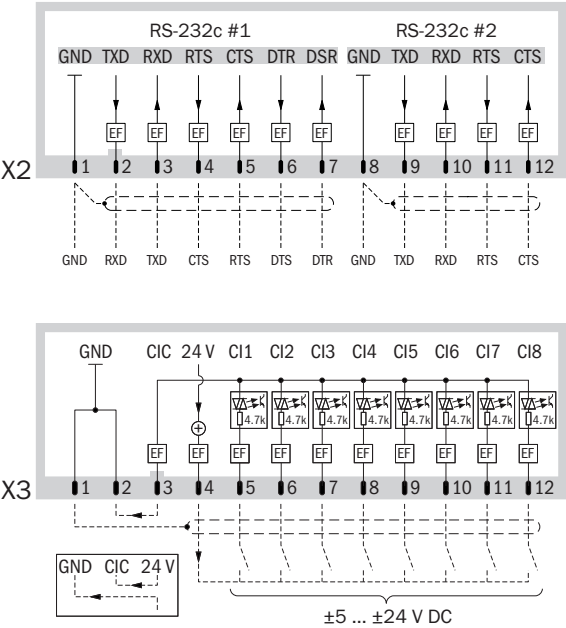 RS-232c #1 RS-232c #2
GND TXD RXD RTS CTS DTR DSR GND TXD RXD RTS CTS
EF EF EF EF EF EF EF EF EF EF
X2 1 2 3 4 5 6 7 8 9 10 11 12
GND RXD TXD CTS RTS DTS DTR GND TXD RXD RTS CTS
GND CIC 24 V CI1 CI2 CI3 CI4 CI5 CI6 CI7 CI8
4.7k 4.7k 4.7k 4.7k 4.7k 4.7k 4.7k 4.7k
EF EF EF EF EF EF EF EF EF EF
X3 1 2 3 4 5 6 7 8 9 10 11 12
GND CIC 24 V
±5 ... ±24 V DC